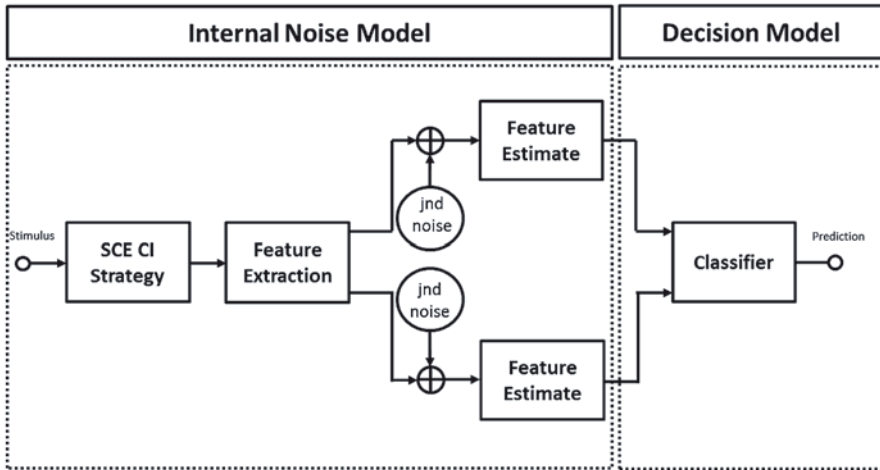 Internal Noise Model
Decision Model
Stimulus
SCE CI
Strategy
Feature
Extraction
jnd
noise
Feature
Estimate
jnd
noise
Feature
Estimate
Classifier
Prediction